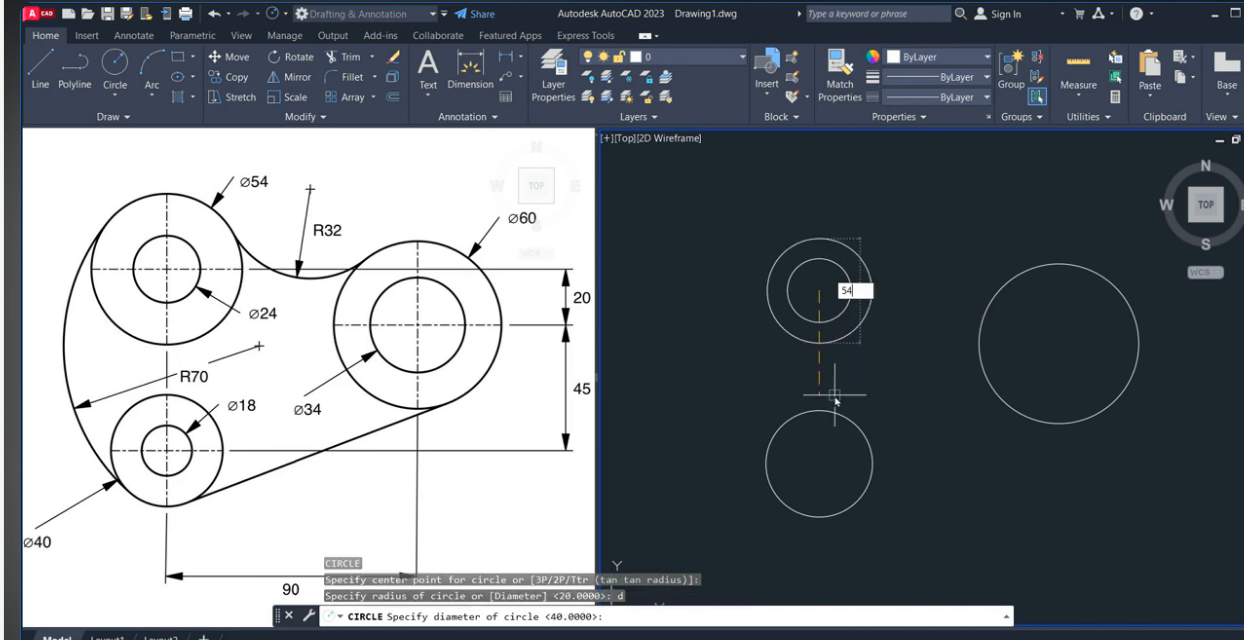 A CAD
Drafting & Annotation
Share
Autodesk AutoCAD 2023 Drawing1.dwg
Type a keyword or phrase
Sign In
Home Insert Annotate Parametric View Manage Output Add-ins Collaborate Featured Apps Express Tools
Move Rotate Trim
0
ByLayer
Line Polyline Circle Arc
Copy Mirror Fillet
Text Dimension
Layer
Properties
Insert
Match
Properties
ByLayer
Group
Measure
Paste
Base
Stretch Scale Array
ByLayer
Draw Modify Annotation Layers Block Properties Groups Utilities Clipboard View
[+][Top][2D Wireframe]
N
W TOP E
WCS
N
W TOP
S
WCS
⌀54
R32
⌀60
20
⌀24
54
R70
45
⌀18
⌀34
⌀40
90
Y
CIRCLE
Specify center point for circle or [3P/2P/Ttr (tan tan radius)]:
Specify radius of circle or [Diameter] <20.0000>: d
CIRCLE Specify diameter of circle <40.0000>:
Model Layout1 Layout2 +